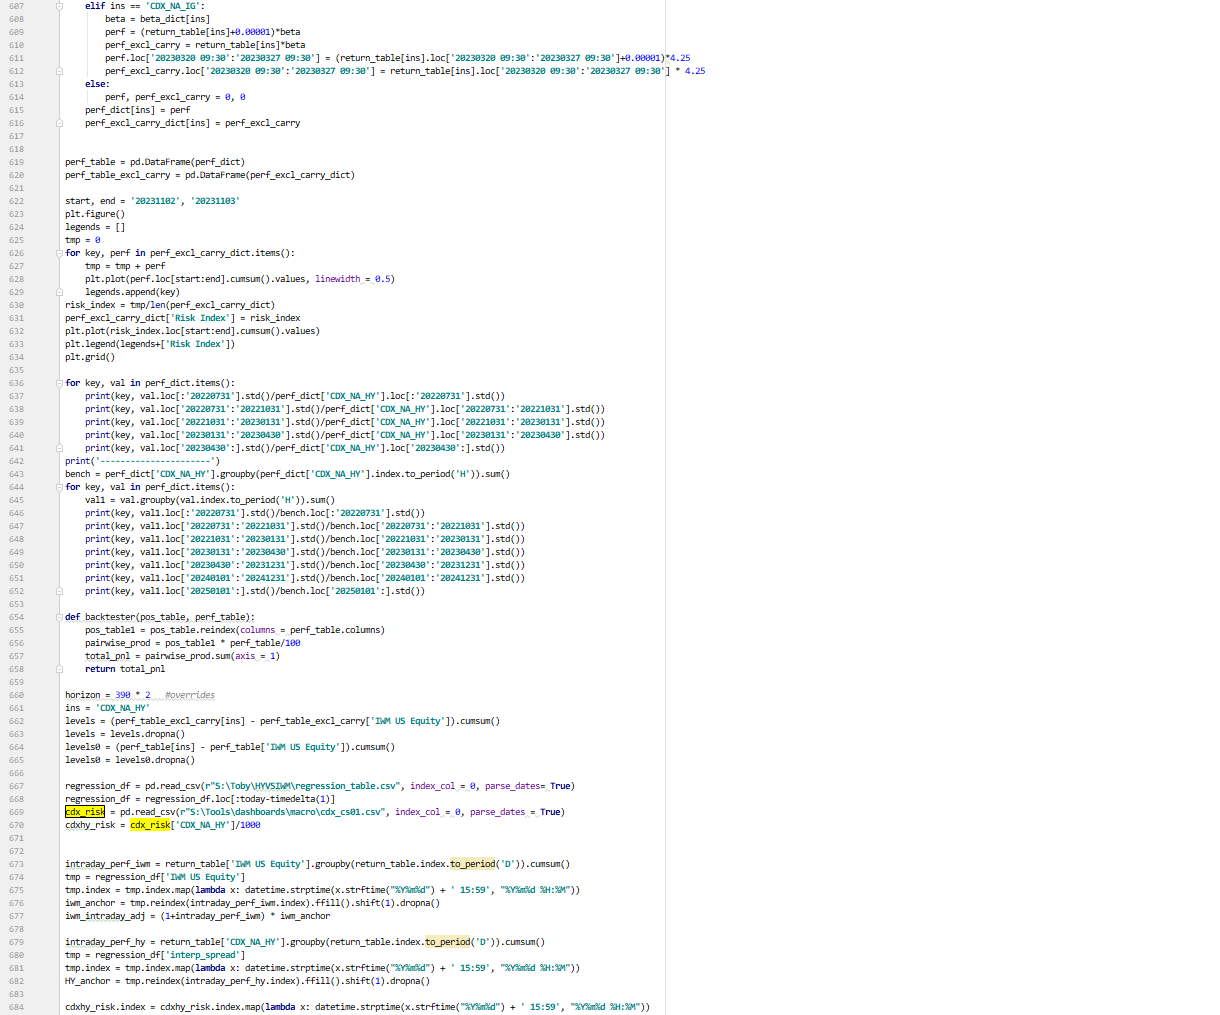 607 elif ins == 'CDX_NA_IG':
608 beta = beta_dict[ins]
609 perf = (return_table[ins]+0.00001)*beta
610 perf_excl_carry = return_table[ins]*beta
611 perf.loc['20230320 09:30':'20230327 09:30'] = (return_table[ins].loc['20230320 09:30':'20230327 09:30']+0.00001)*4.25
612 perf_excl_carry.loc['20230320 09:30':'20230327 09:30'] = return_table[ins].loc['20230320 09:30':'20230327 09:30'] * 4.25
613 else:
614 perf, perf_excl_carry = 0, 0
615 perf_dict[ins] = perf
616 perf_excl_carry_dict[ins] = perf_excl_carry
617
618
619 perf_table = pd.DataFrame(perf_dict)
620 perf_table_excl_carry = pd.DataFrame(perf_excl_carry_dict)
621
622 start, end = '20231102', '20231103'
623 plt.figure()
624 legends = []
625 tmp = 0
626 for key, perf in perf_excl_carry_dict.items():
627 tmp = tmp + perf
628 plt.plot(perf.loc[start:end].cumsum().values, linewidth = 0.5)
629 legends.append(key)
630 risk_index = tmp/len(perf_excl_carry_dict)
631 perf_excl_carry_dict['Risk Index'] = risk_index
632 plt.plot(risk_index.loc[start:end].cumsum().values)
633 plt.legend(legends+['Risk Index'])
634 plt.grid()
635
636 for key, val in perf_dict.items():
637 print(key, val.loc[:'20220731'].std()/perf_dict['CDX_NA_HY'].loc[:'20220731'].std())
638 print(key, val.loc['20220731':'20221031'].std()/perf_dict['CDX_NA_HY'].loc['20220731':'20221031'].std())
639 print(key, val.loc['20221031':'20230131'].std()/perf_dict['CDX_NA_HY'].loc['20221031':'20230131'].std())
640 print(key, val.loc['20230131':'20230430'].std()/perf_dict['CDX_NA_HY'].loc['20230131':'20230430'].std())
641 print(key, val.loc['20230430':].std()/perf_dict['CDX_NA_HY'].loc['20230430':].std())
642 print('----------------------')
643 bench = perf_dict['CDX_NA_HY'].groupby(perf_dict['CDX_NA_HY'].index.to_period('H')).sum()
644 for key, val in perf_dict.items():
645 val1 = val.groupby(val.index.to_period('H')).sum()
646 print(key, val1.loc[:'20220731'].std()/bench.loc[:'20220731'].std())
647 print(key, val1.loc['20220731':'20221031'].std()/bench.loc['20220731':'20221031'].std())
648 print(key, val1.loc['20221031':'20230131'].std()/bench.loc['20221031':'20230131'].std())
649 print(key, val1.loc['20230131':'20230430'].std()/bench.loc['20230131':'20230430'].std())
650 print(key, val1.loc['20230430':'20231231'].std()/bench.loc['20230430':'20231231'].std())
651 print(key, val1.loc['20240101':'20241231'].std()/bench.loc['20240101':'20241231'].std())
652 print(key, val1.loc['20250101':].std()/bench.loc['20250101':].std())
653
654 def backtester(pos_table, perf_table):
655 pos_table1 = pos_table.reindex(columns = perf_table.columns)
656 pairwise_prod = pos_table1 * perf_table/100
657 total_pnl = pairwise_prod.sum(axis = 1)
658 return total_pnl
659
660 horizon = 390 * 2 #overrides
661 ins = 'CDX_NA_HY'
662 levels = (perf_table_excl_carry[ins] - perf_table_excl_carry['IWM US Equity']).cumsum()
663 levels = levels.dropna()
664 levels0 = (perf_table[ins] - perf_table['IWM US Equity']).cumsum()
665 levels0 = levels0.dropna()
666
667 regression_df = pd.read_csv(r"S:\Toby\HYVSIWM\regression_table.csv", index_col = 0, parse_dates= True)
668 regression_df = regression_df.loc[:today-timedelta(1)]
669 cdx_risk = pd.read_csv(r"S:\Tools\dashboards\macro\cdx_cs01.csv", index_col = 0, parse_dates = True)
670 cdxhy_risk = cdx_risk['CDX_NA_HY']/1000
671
672
673 intraday_perf_iwm = return_table['IWM US Equity'].groupby(return_table.index.to_period('D')).cumsum()
674 tmp = regression_df['IWM US Equity']
675 tmp.index = tmp.index.map(lambda x: datetime.strptime(x.strftime("%Y%m%d") + ' 15:59', "%Y%m%d %H:%M"))
676 iwm_anchor = tmp.reindex(intraday_perf_iwm.index).ffill().shift(1).dropna()
677 iwm_intraday_adj = (1+intraday_perf_iwm) * iwm_anchor
678
679 intraday_perf_hy = return_table['CDX_NA_HY'].groupby(return_table.index.to_period('D')).cumsum()
680 tmp = regression_df['interp_spread']
681 tmp.index = tmp.index.map(lambda x: datetime.strptime(x.strftime("%Y%m%d") + ' 15:59', "%Y%m%d %H:%M"))
682 HY_anchor = tmp.reindex(intraday_perf_hy.index).ffill().shift(1).dropna()
683
684 cdxhy_risk.index = cdxhy_risk.index.map(lambda x: datetime.strptime(x.strftime("%Y%m%d") + ' 15:59', "%Y%m%d %H:%M"))